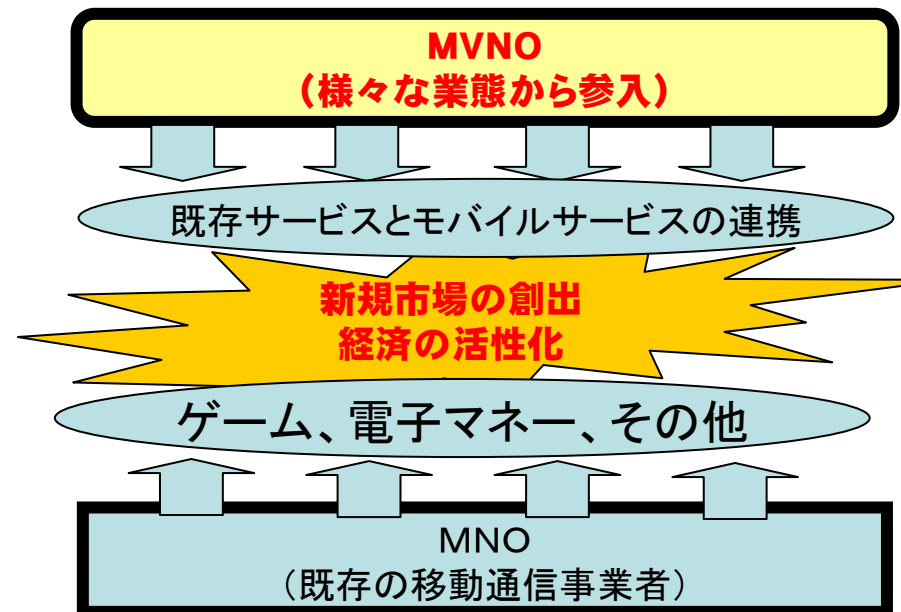 MVNO
（様々な業態から参入）
既存サービスとモバイルサービスの連携
新規市場の創出
経済の活性化
ゲーム、電子マネー、その他
MNO
（既存の移動通信事業者）